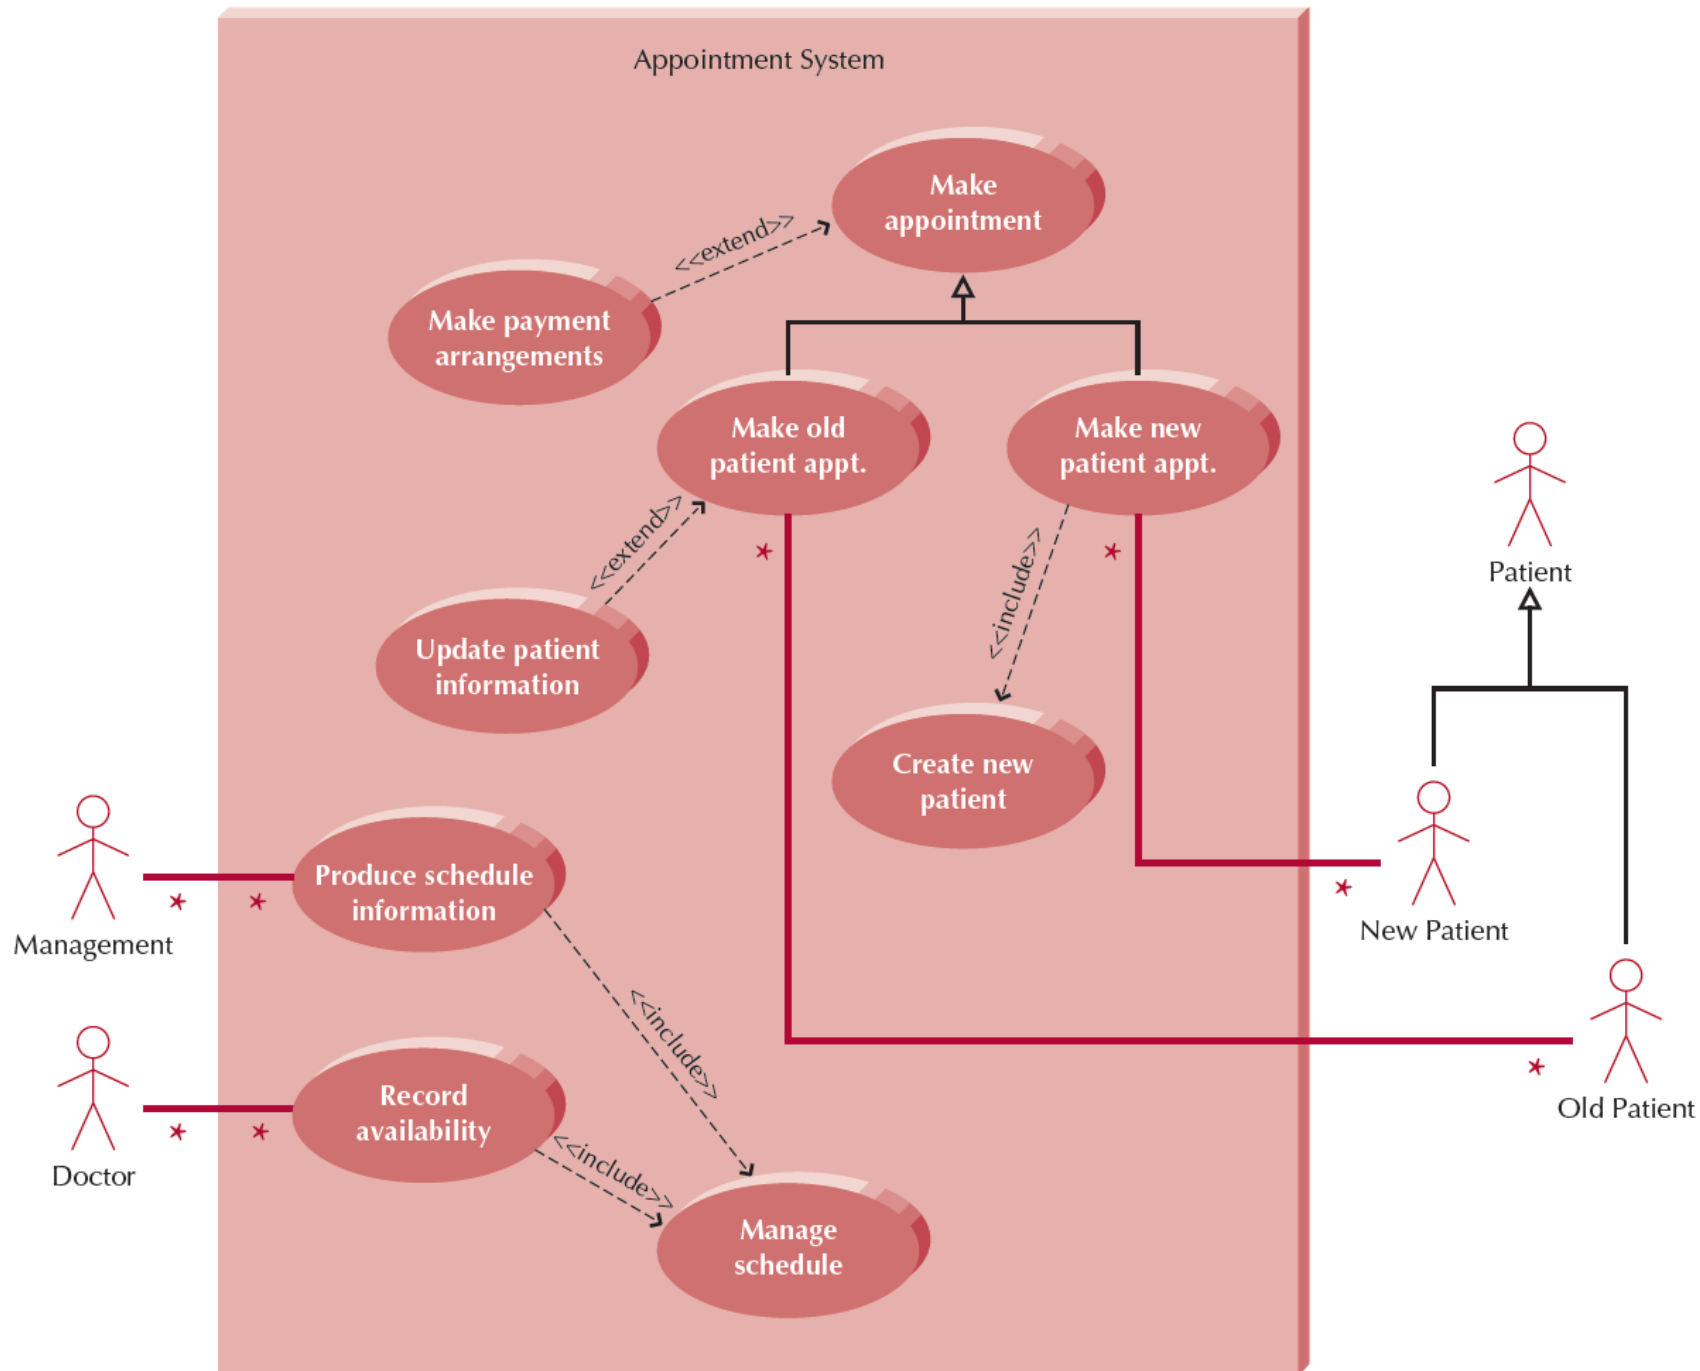 Appointment System
Make
appointment
<<extend>>
Make payment
arrangements
Make old
patient appt.
Make new
patient appt.
<<extend>>
*
<<include>>
*
Patient
Update patient
information
Create new
patient
Produce schedule
information
*
*
Management
*
New Patient
<<include>>
Record
availability
*
*
Doctor
<<include>>
*
Old Patient
Manage
schedule